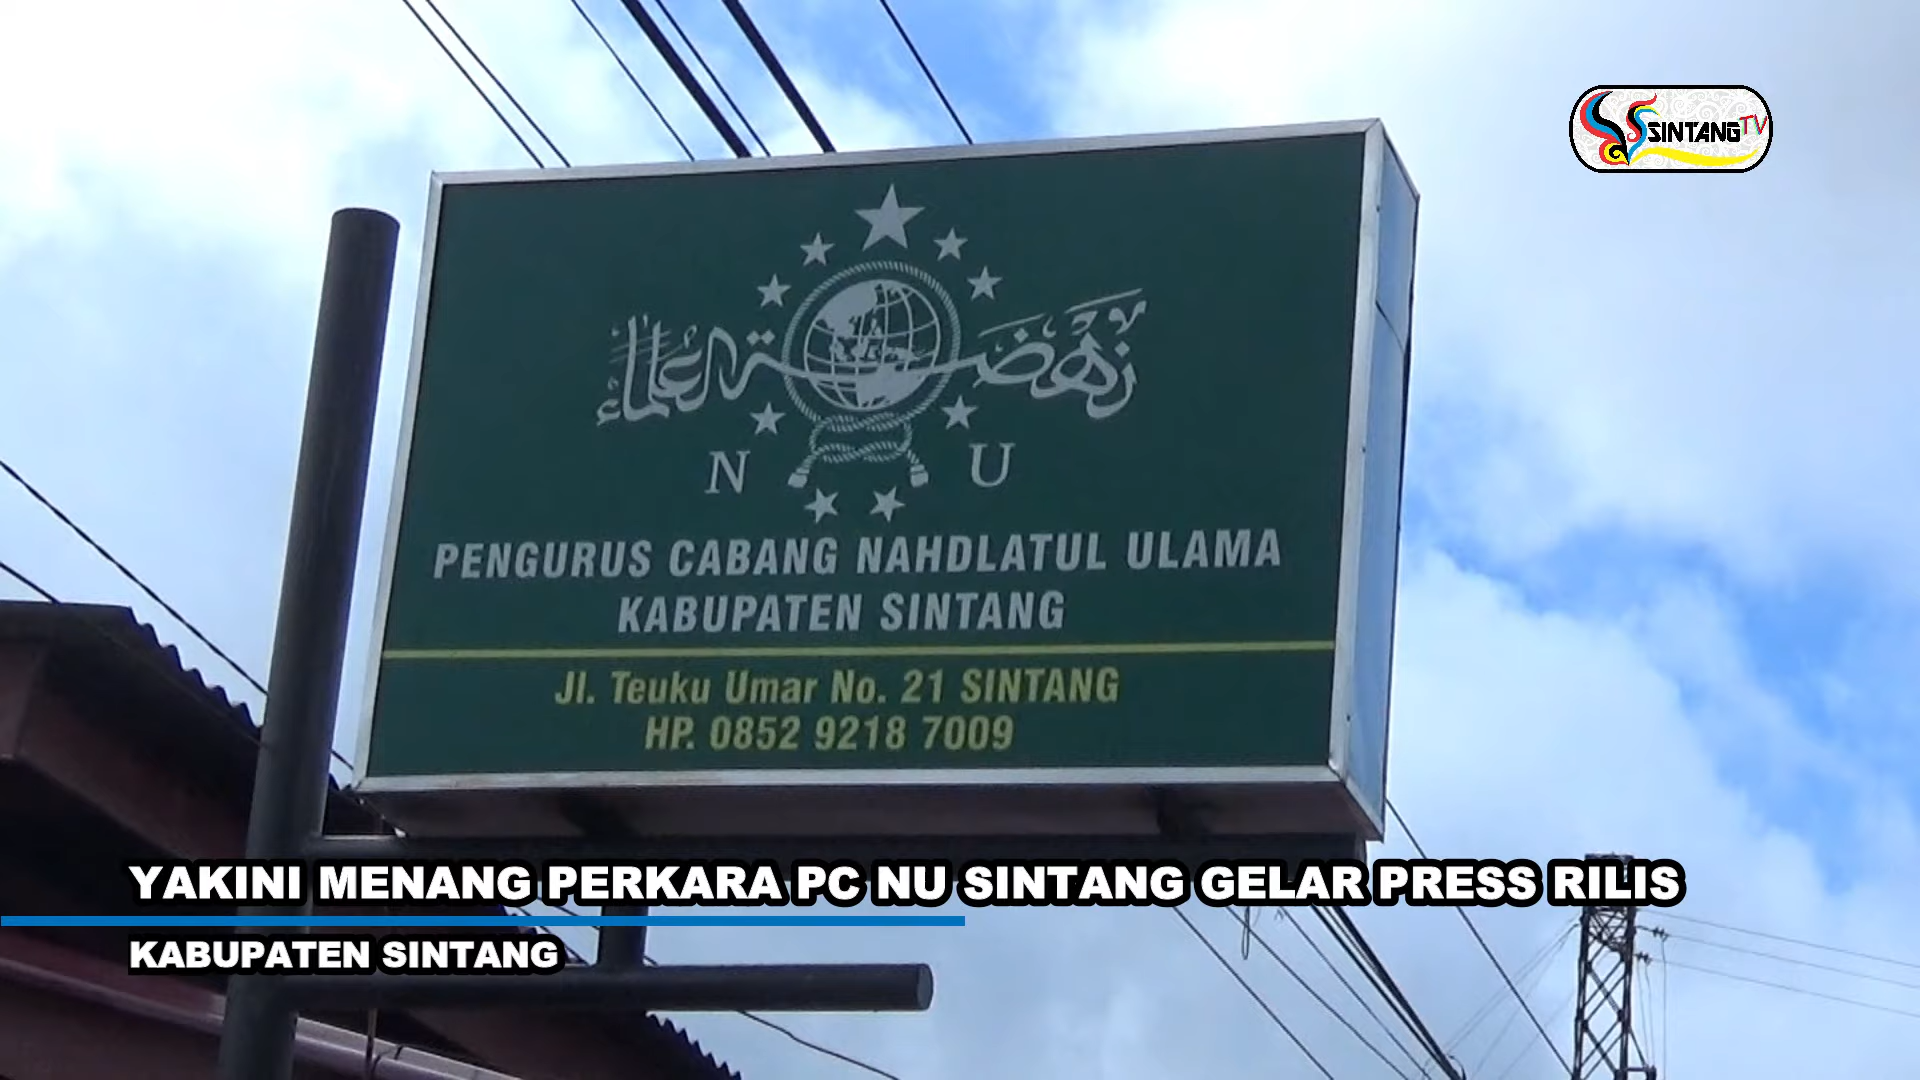 SINTANG TV
نهضة العلماء
N U
PENGURUS CABANG NAHDLATUL ULAMA
KABUPATEN SINTANG
Jl. Teuku Umar No. 21 SINTANG
HP. 0852 9218 7009
YAKINI MENANG PERKARA PC NU SINTANG GELAR PRESS RILIS
KABUPATEN SINTANG